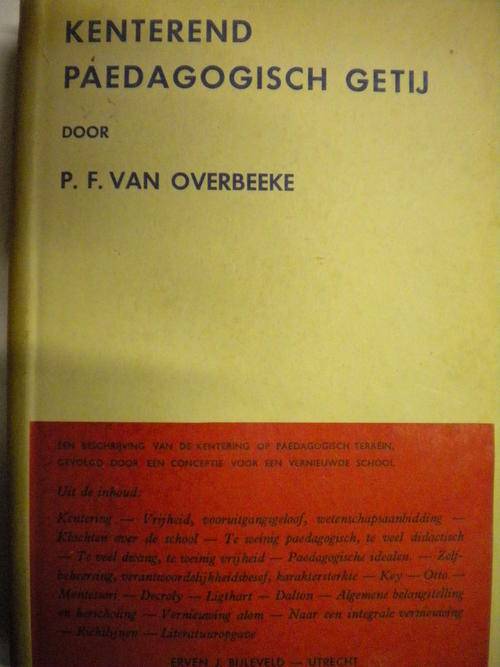 KENTEREND
PAEDAGOGISCH GETIJ
DOOR
P. F. VAN OVERBEEKE
EEN BESCHRIJVING VAN DE KENTERING OP PAEDAGOGISCH TERREIN,
GEVOLGD DOOR EEN CONCEPTIE VOOR EEN VERNIEUWDE SCHOOL
Uit de inhoud:
Kentering — Vrijheid, vooruitgangsgeloof, wetenschapsaanbidding —
Klachten over de school — Te weinig paedagogisch, te veel didactisch
— Te veel dwang, te weinig vrijheid — Paedagogische idealen. — Zelf-
beheersing, verantwoordelijkheidsbesef, karaktersterkte — Key — Otto —
Montessori — Decroly — Ligthart — Dalton — Algemene belangstelling
en herscholing — Vernieuwing alom — Naar een integrale vernieuwing
— Richtlijnen — Literatuuropgave
ERVEN J. BIJLEVELD — UTRECHT